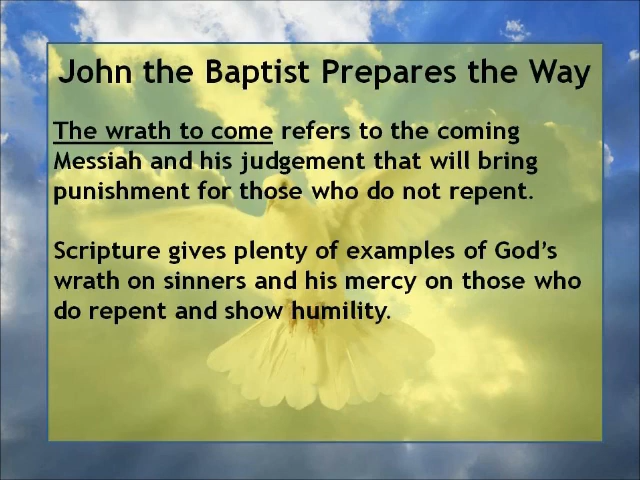 John the Baptist Prepares the Way
The wrath to come refers to the coming
Messiah and his judgement that will bring
punishment for those who do not repent.
Scripture gives plenty of examples of God’s
wrath on sinners and his mercy on those who
do repent and show humility.